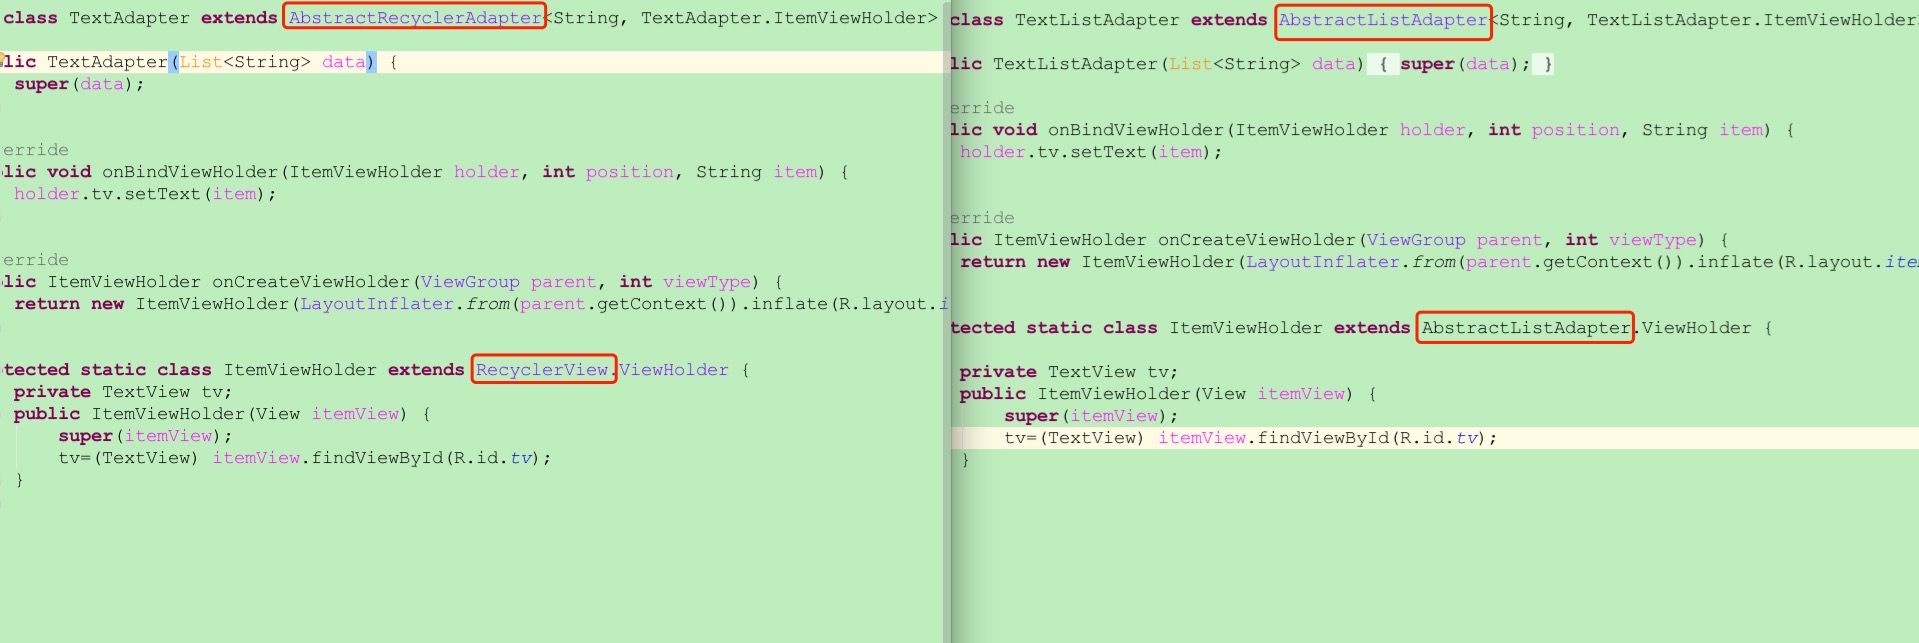 class TextAdapter extends AbstractRecyclerAdapter<String, TextAdapter.ItemViewHolder>
lic TextAdapter(List<String> data) {
super(data);
erride
lic void onBindViewHolder(ItemViewHolder holder, int position, String item) {
holder.tv.setText(item);
erride
lic ItemViewHolder onCreateViewHolder(ViewGroup parent, int viewType) {
return new ItemViewHolder(LayoutInflater.from(parent.getContext()).inflate(R.layout.i
tected static class ItemViewHolder extends RecyclerView.ViewHolder {
private TextView tv;
public ItemViewHolder(View itemView) {
super(itemView);
tv=(TextView) itemView.findViewById(R.id.tv);
}
class TextListAdapter extends AbstractListAdapter<String, TextListAdapter.ItemViewHolder
lic TextListAdapter(List<String> data) { super(data); }
erride
lic void onBindViewHolder(ItemViewHolder holder, int position, String item) {
holder.tv.setText(item);
erride
lic ItemViewHolder onCreateViewHolder(ViewGroup parent, int viewType) {
return new ItemViewHolder(LayoutInflater.from(parent.getContext()).inflate(R.layout.ite
tected static class ItemViewHolder extends AbstractListAdapter.ViewHolder {
private TextView tv;
public ItemViewHolder(View itemView) {
super(itemView);
tv=(TextView) itemView.findViewById(R.id.tv);
}